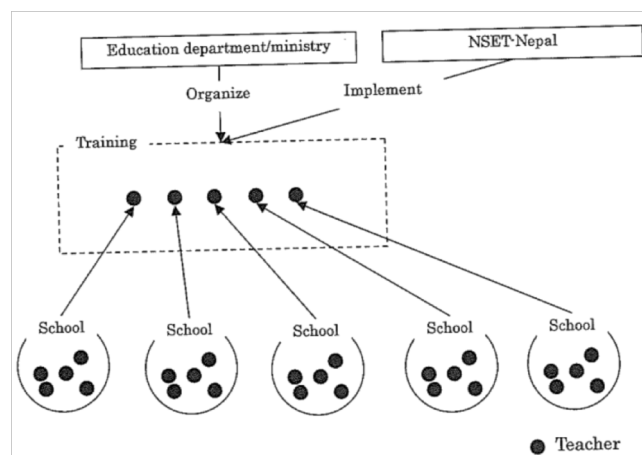 Education department/ministry
NSET-Nepal
Organize
Implement
Training
School
School
School
School
School
Teacher